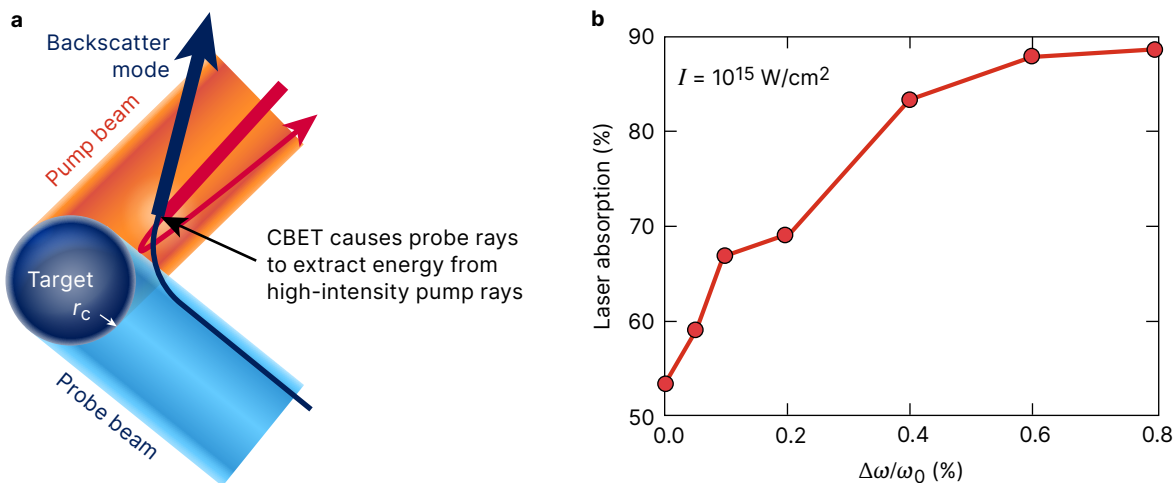 a
Backscatter
mode
Pump beam
CBET causes probe rays
to extract energy from
high-intensity pump rays
Target
r_c
Probe beam
b
90
80
70
60
50
I = 10¹⁵ W/cm²
Laser absorption (%)
0.0 0.2 0.4 0.6 0.8
Δω/ω₀ (%)